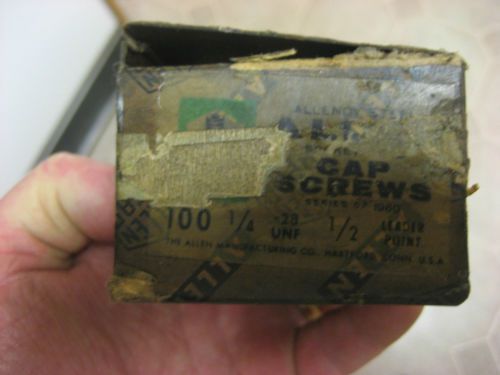 ALLENOY STEEL
CAP
SCREWS
SERIES OF 1960
100 1/4 -28 UNF 1/2 LEADER POINT
THE ALLEN MANUFACTURING CO. HARTFORD, CONN. U.S.A.